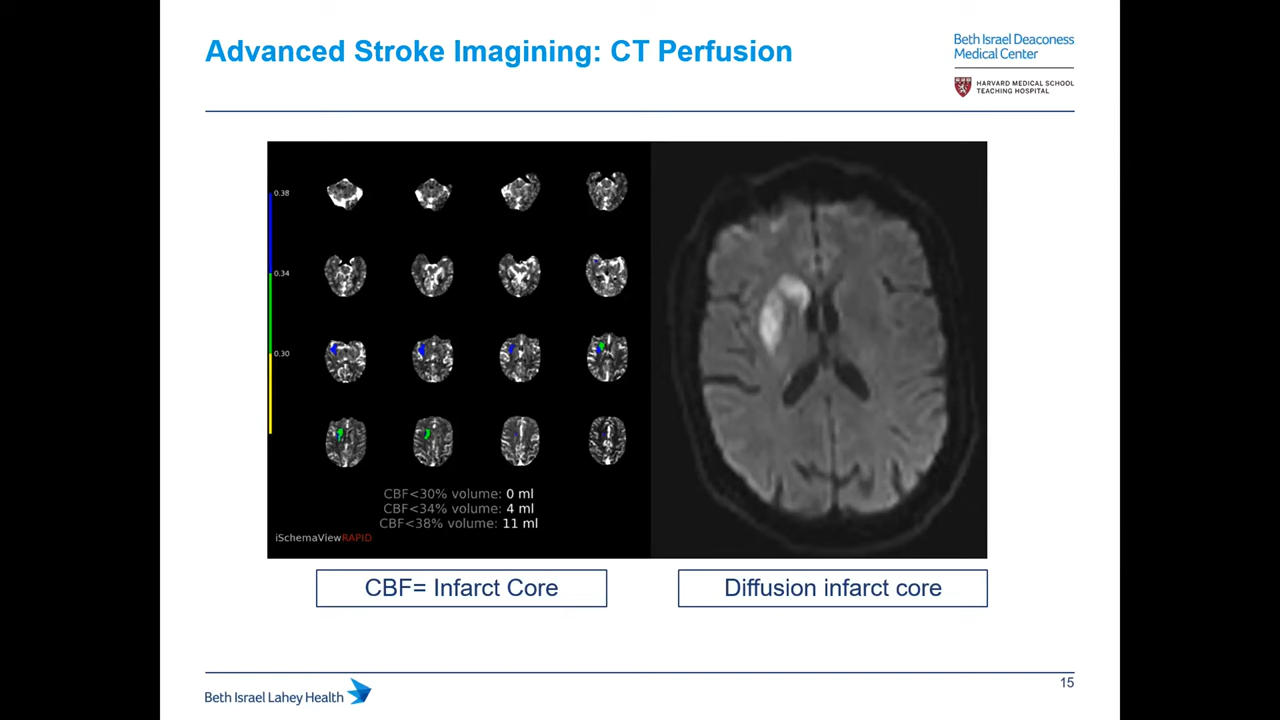 Advanced Stroke Imagining: CT Perfusion
Beth Israel Deaconess
Medical Center
HARVARD MEDICAL SCHOOL
TEACHING HOSPITAL
0.38
0.34
0.30
CBF<30% volume: 0 ml
CBF<34% volume: 4 ml
CBF<38% volume: 11 ml
iSchemaViewRAPID
CBF= Infarct Core
Diffusion infarct core
Beth Israel Lahey Health
15